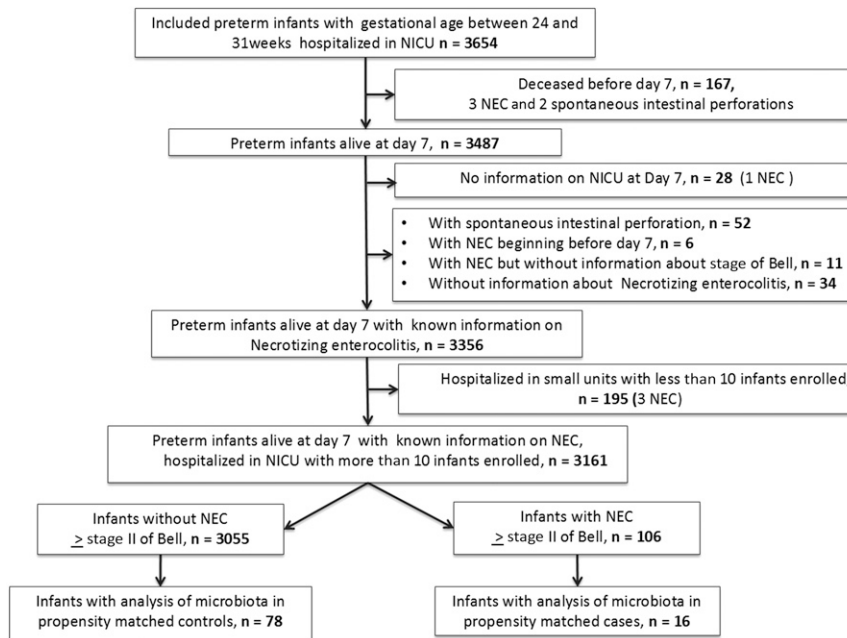 Included preterm infants with gestational age between 24 and
31weeks hospitalized in NICU n = 3654
Deceased before day 7, n = 167,
3 NEC and 2 spontaneous intestinal perforations
Preterm infants alive at day 7, n = 3487
No information on NICU at Day 7, n = 28 (1 NEC )
• With spontaneous intestinal perforation, n = 52
• With NEC beginning before day 7, n = 6
• With NEC but without information about stage of Bell, n = 11
• Without information about Necrotizing enterocolitis, n = 34
Preterm infants alive at day 7 with known information on
Necrotizing enterocolitis, n = 3356
Hospitalized in small units with less than 10 infants enrolled,
n = 195 (3 NEC)
Preterm infants alive at day 7 with known information on NEC,
hospitalized in NICU with more than 10 infants enrolled, n = 3161
Infants without NEC
≥ stage II of Bell, n = 3055
Infants with NEC
≥ stage II of Bell, n = 106
Infants with analysis of microbiota in
propensity matched controls, n = 78
Infants with analysis of microbiota in
propensity matched cases, n = 16